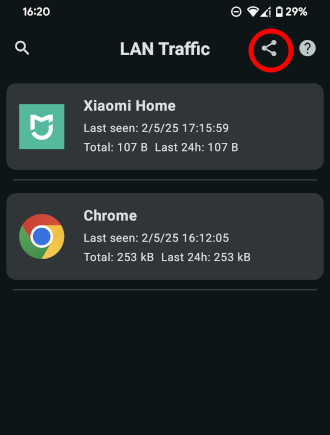 16:20
29%
LAN Traffic
?
Xiaomi Home
Last seen: 2/5/25 17:15:59
Total: 107 B Last 24h: 107 B
Chrome
Last seen: 2/5/25 16:12:05
Total: 253 kB Last 24h: 253 kB